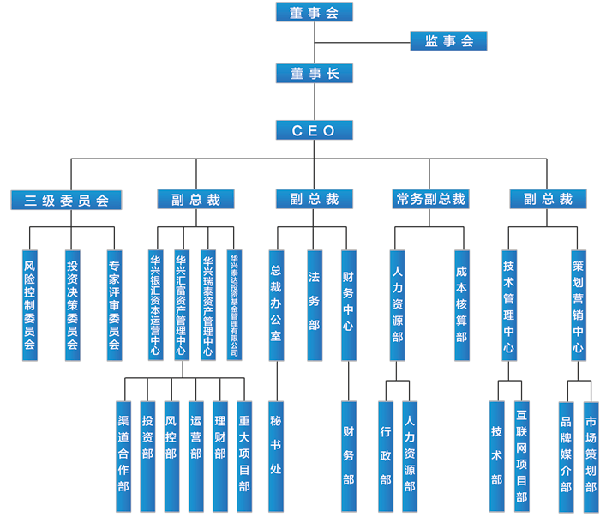 董事会
监事会
董事长
CEO
三级委员会
副总裁
副总裁
常务副总裁
副总裁
风险控制委员会
投资决策委员会
专家评审委员会
华兴银汇资本运营中心
华兴汇富资产管理中心
华兴瑞泰资产管理中心
华兴泰达投资基金管理有限公司
总裁办公室
法务部
财务中心
人力资源部
成本核算部
技术管理中心
策划营销中心
渠道合作部
投资部
风控部
运营部
理财部
重大项目部
秘书处
财务部
行政部
人力资源部
技术部
互联网项目部
品牌媒介部
市场策划部